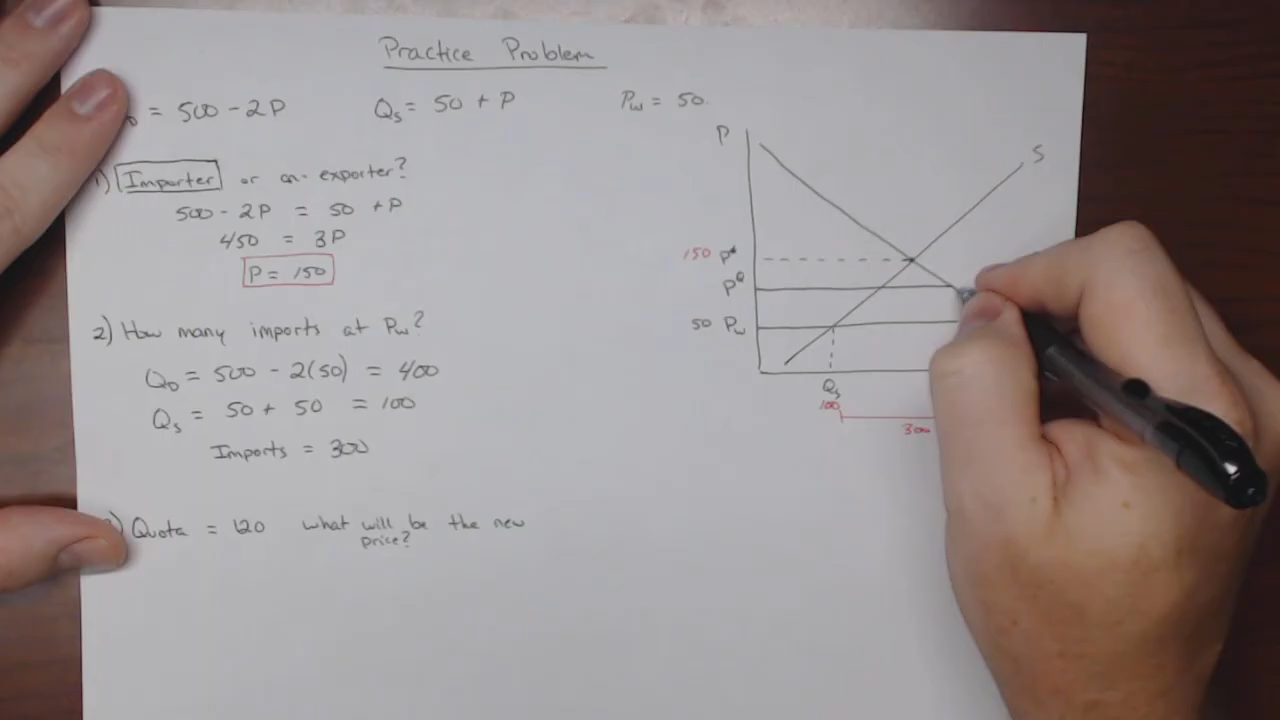 Practice Problem
= 500 - 2P Qs = 50 + P Pw = 50.
1) Importer or an exporter?
500 - 2P = 50 + P
450 = 3P
P = 150
2) How many imports at Pw?
QD = 500 - 2(50) = 400
Qs = 50 + 50 = 100
Imports = 300
) Quota = 120 what will be the new
price?
P
S
150 P*
PQ
50 Pw
Qs
100
300